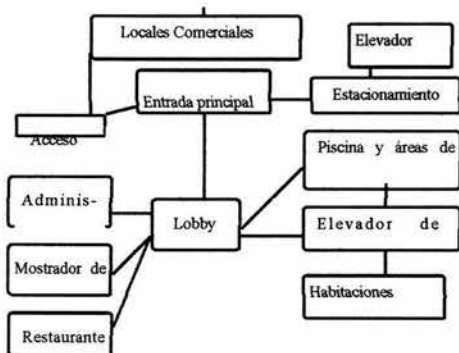 Locales Comerciales
Elevador
Entrada principal
Estacionamiento
Acceso
Piscina y áreas de
Adminis-
Lobby
Elevador de
Mostrador de
Habitaciones
Restaurante